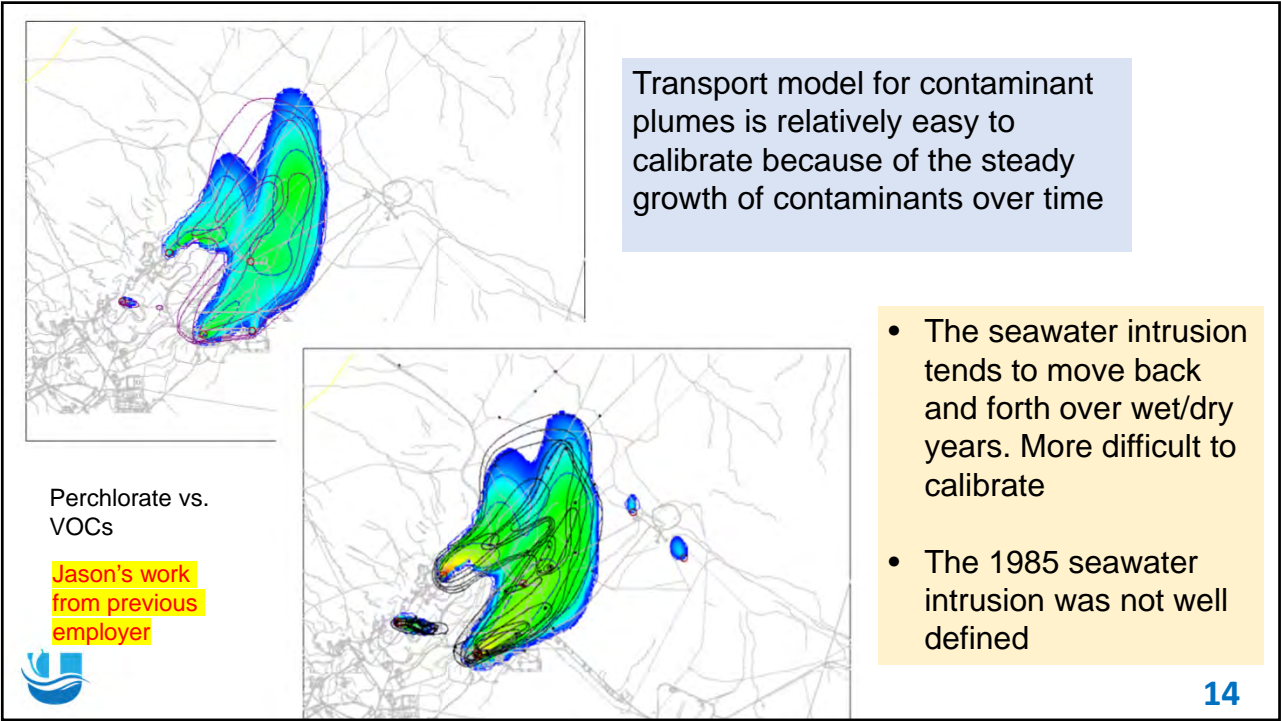 Transport model for contaminant
plumes is relatively easy to
calibrate because of the steady
growth of contaminants over time
• The seawater intrusion
tends to move back
and forth over wet/dry
years. More difficult to
calibrate
• The 1985 seawater
intrusion was not well
defined
Perchlorate vs.
VOCs
Jason's work
from previous
employer
14